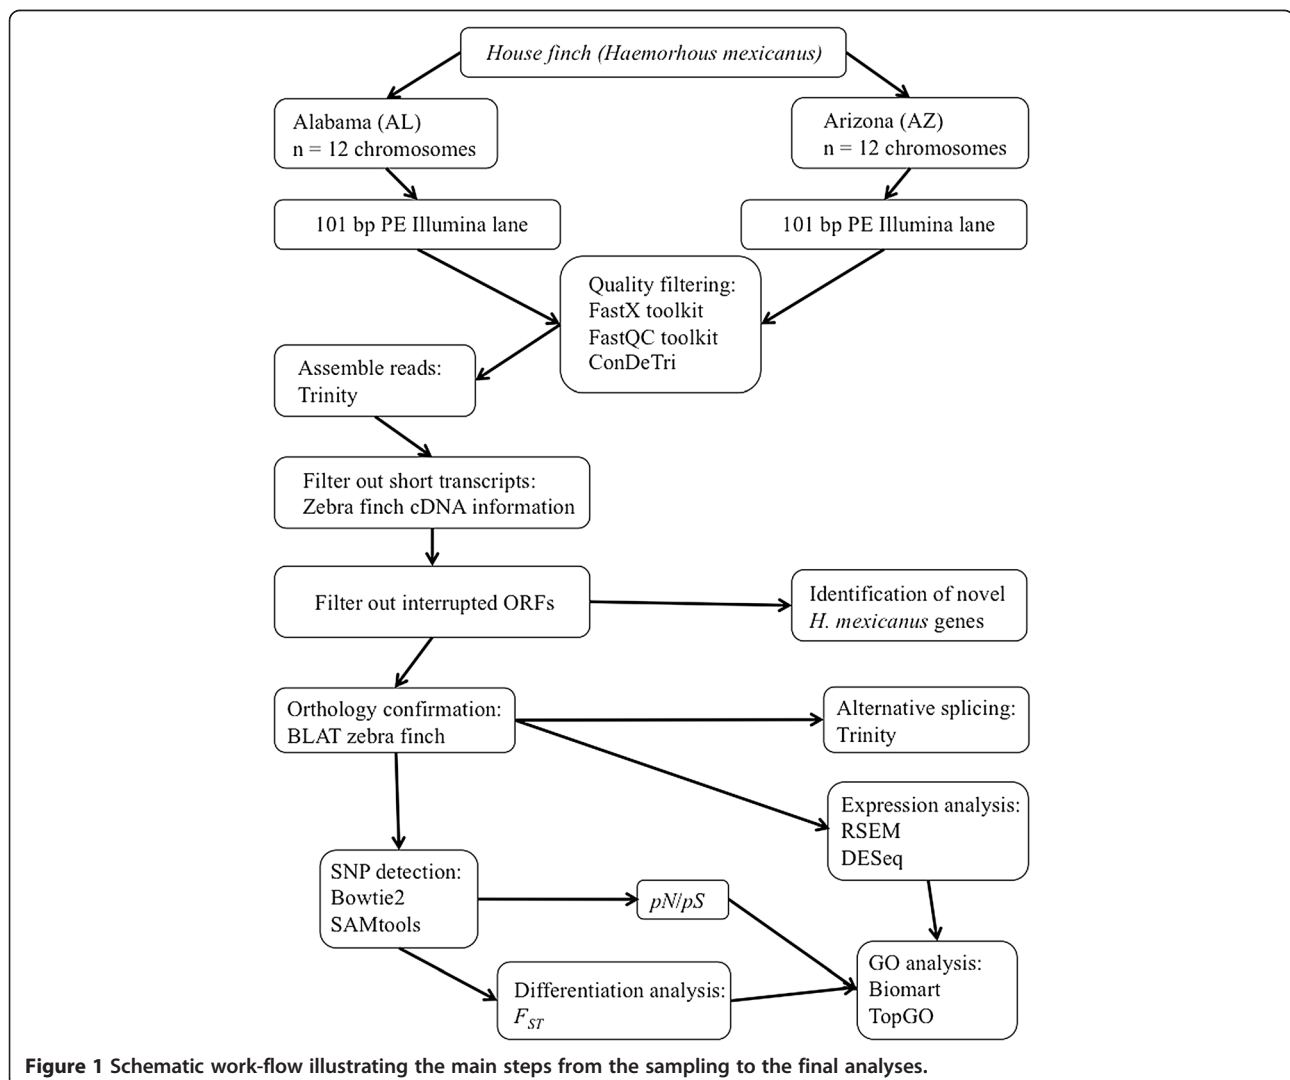 House finch (Haemorhous mexicanus)
Alabama (AL)
n = 12 chromosomes
Arizona (AZ)
n = 12 chromosomes
101 bp PE Illumina lane
101 bp PE Illumina lane
Quality filtering:
FastX toolkit
FastQC toolkit
ConDeTri
Assemble reads:
Trinity
Filter out short transcripts:
Zebra finch cDNA information
Filter out interrupted ORFs
Identification of novel
H. mexicanus genes
Orthology confirmation:
BLAT zebra finch
Alternative splicing:
Trinity
Expression analysis:
RSEM
DESeq
SNP detection:
Bowtie2
SAMtools
pN/pS
Differentiation analysis:
FST
GO analysis:
Biomart
TopGO
Figure 1 Schematic work-flow illustrating the main steps from the sampling to the final analyses.